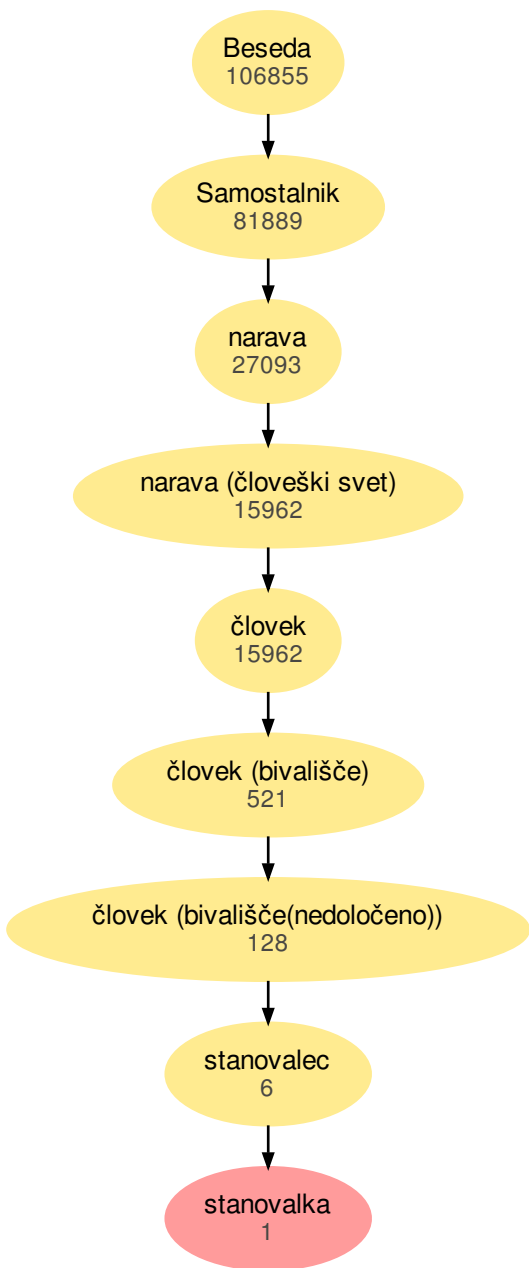 Beseda
106855
Samostalnik
81889
narava
27093
narava (človeški svet)
15962
človek
15962
človek (bivališče)
521
človek (bivališče(nedoločeno))
128
stanovalec
6
stanovalka
1